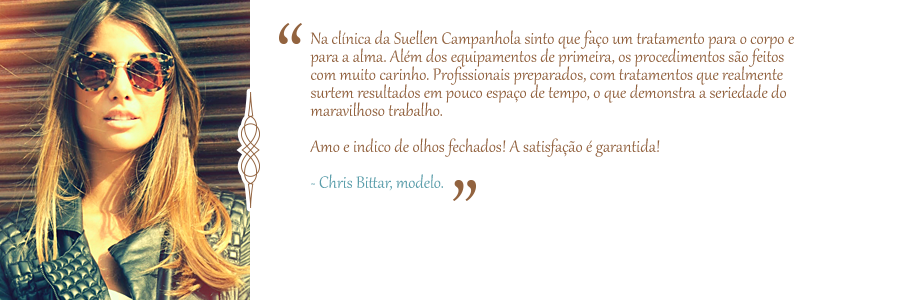 “ Na clínica da Suellen Campanhola sinto que faço um tratamento para o corpo e
para a alma. Além dos equipamentos de primeira, os procedimentos são feitos
com muito carinho. Profissionais preparados, com tratamentos que realmente
surtem resultados em pouco espaço de tempo, o que demonstra a seriedade do
maravilhoso trabalho.
Amo e indico de olhos fechados! A satisfação é garantida!
- Chris Bittar, modelo. ”